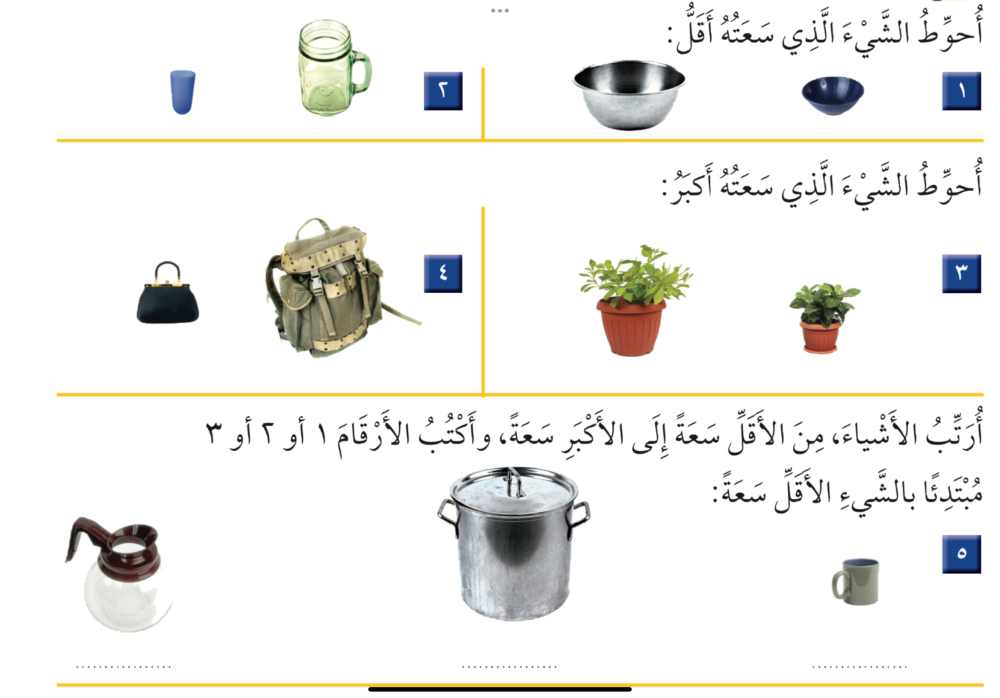 أُحوِّطُ الشَّيْءَ الَّذِي سَعَتُهُ أَقَلُّ:
١
٢
أُحوِّطُ الشَّيْءَ الَّذِي سَعَتُهُ أَكبَرُ:
٣
٤
أُرَتِّبُ الأَشْياءَ، مِنَ الأَقَلِّ سَعَةً إِلَى الأَكْبَرِ سَعَةً، وأَكْتُبُ الأَرْقَامَ ١ أو ٢ أو ٣
مُبْتَدِئًا بالشَّيءِ الأَقَلِّ سَعَةً:
٥